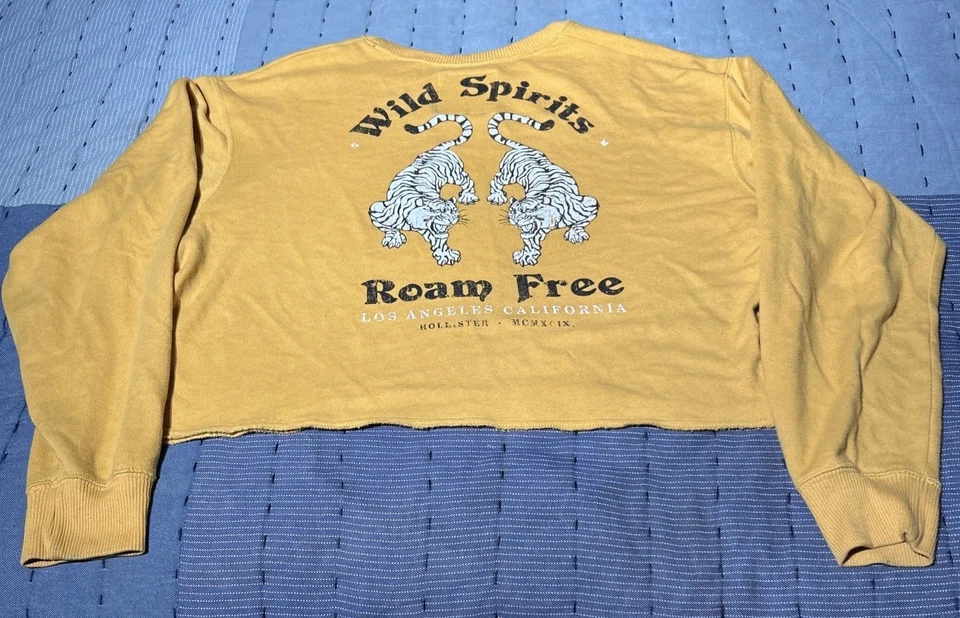 Wild Spirits
Roam Free
LOS ANGELES CALIFORNIA
HOLLISTER · MCMXCIX.